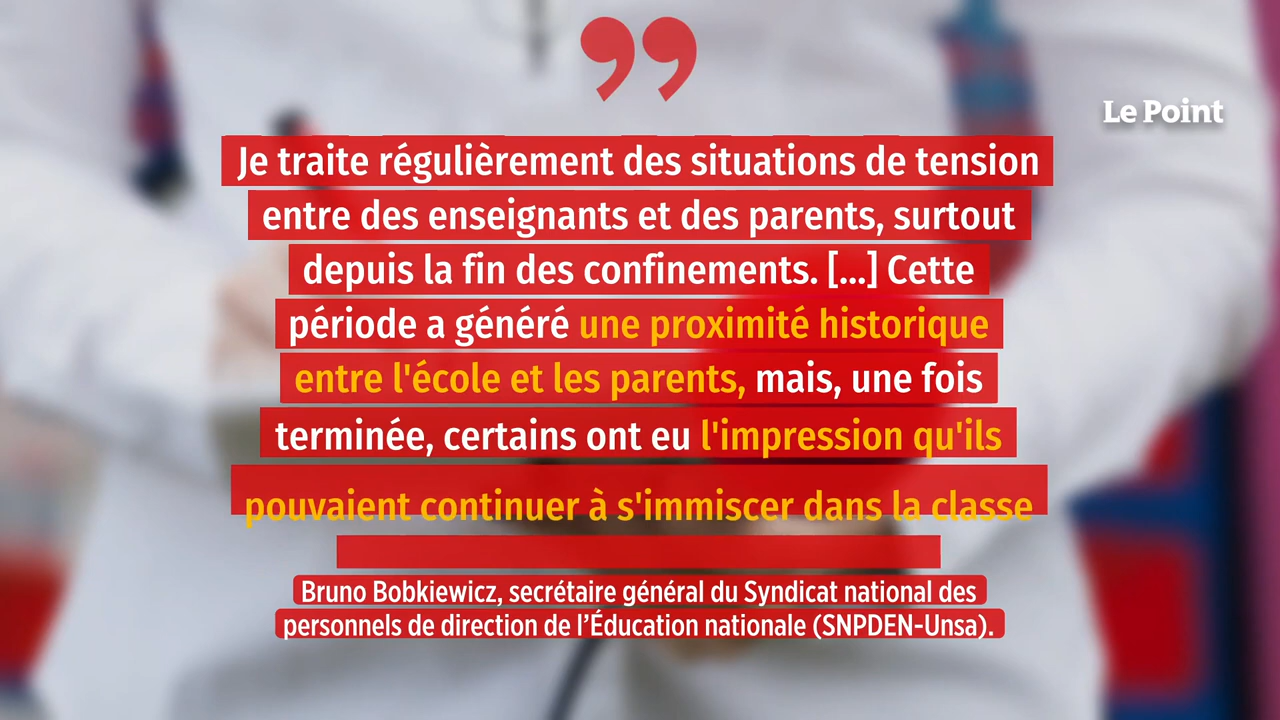 ”
Le Point
Je traite régulièrement des situations de tension
entre des enseignants et des parents, surtout
depuis la fin des confinements. [...] Cette
période a généré une proximité historique
entre l'école et les parents, mais, une fois
terminée, certains ont eu l'impression qu'ils
pouvaient continuer à s'immiscer dans la classe
Bruno Bobkiewicz, secrétaire général du Syndicat national des
personnels de direction de l’Éducation nationale (SNPDEN-Unsa).